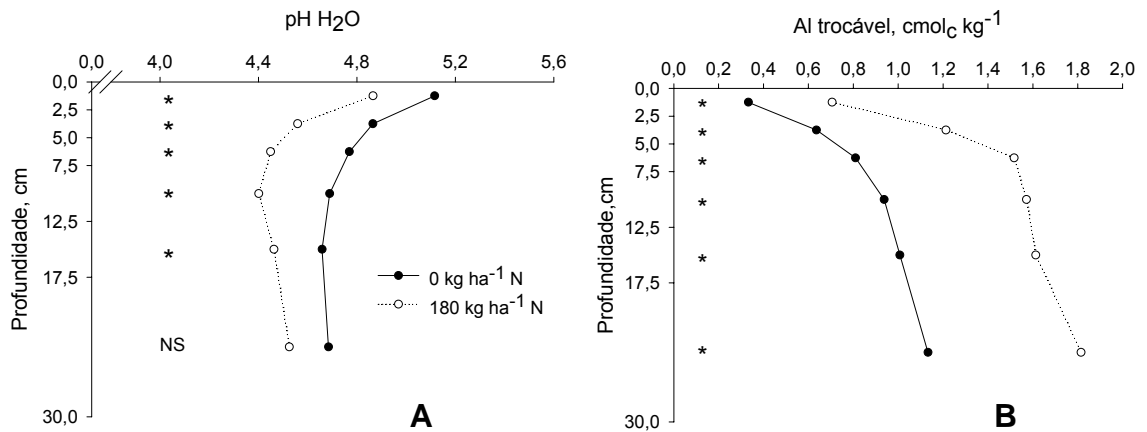 pH H2O
0,0 4,0 4,4 4,8 5,2 5,6
0,0
2,5
5,0
7,5
12,5
17,5
30,0
Profundidade, cm
*
*
*
*
*
NS
0 kg ha-1 N
180 kg ha-1 N
A
Al trocável, cmolc kg-1
0,0 0,2 0,4 0,6 0,8 1,0 1,2 1,4 1,6 1,8 2,0
0,0
2,5
5,0
7,5
12,5
17,5
30,0
Profundidade,cm
*
*
*
*
*
*
B